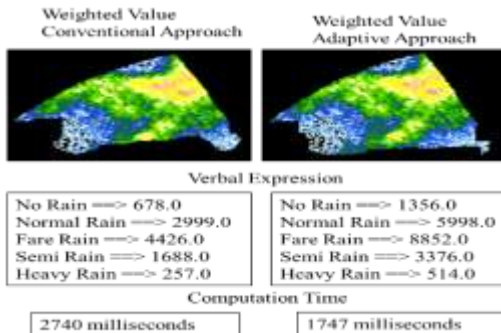 Weighted Value
Conventional Approach
Weighted Value
Adaptive Approach
Verbal Expression
No Rain ==> 678.0
Normal Rain ==> 2999.0
Fare Rain ==> 4426.0
Semi Rain ==> 1688.0
Heavy Rain ==> 257.0
No Rain ==> 1356.0
Normal Rain ==> 5998.0
Fare Rain ==> 8852.0
Semi Rain ==> 3376.0
Heavy Rain ==> 514.0
Computation Time
2740 milliseconds
1747 milliseconds